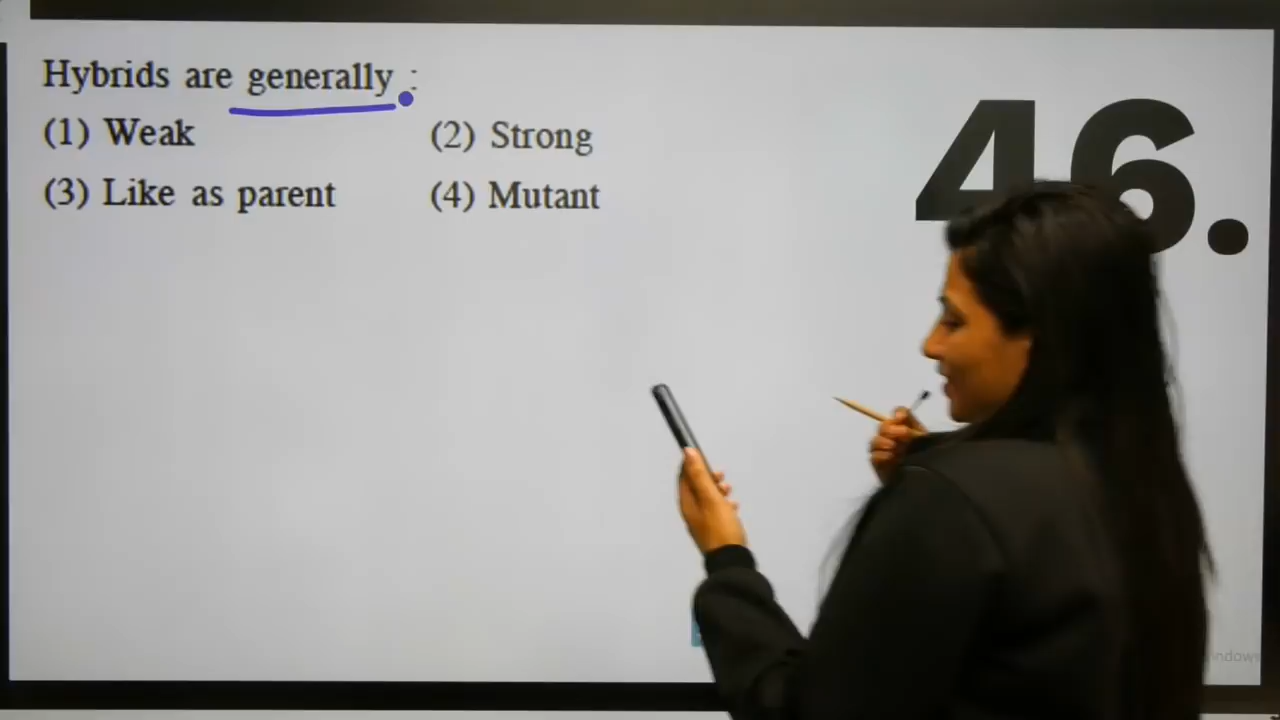 Hybrids are generally :
(1) Weak (2) Strong
(3) Like as parent (4) Mutant
46.